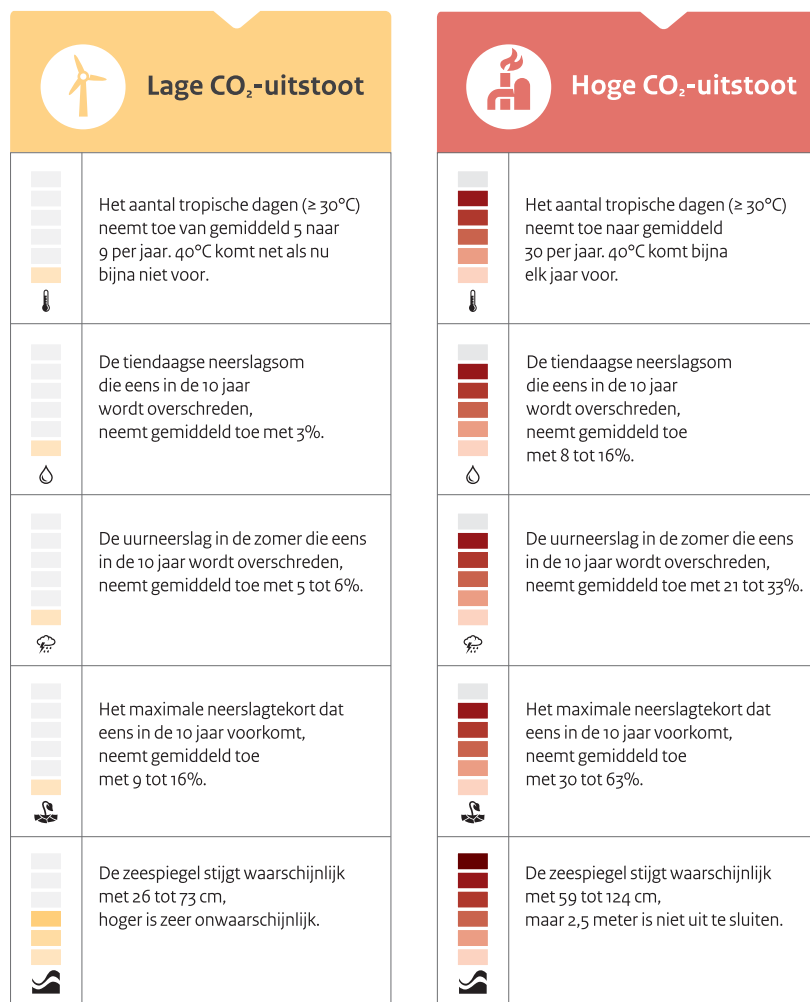 Lage CO₂-uitstoot
Het aantal tropische dagen (≥ 30°C)
neemt toe van gemiddeld 5 naar
9 per jaar. 40°C komt net als nu
bijna niet voor.
De tiendaagse neerslagsom
die eens in de 10 jaar
wordt overschreden,
neemt gemiddeld toe met 3%.
De uurneerslag in de zomer die eens
in de 10 jaar wordt overschreden,
neemt gemiddeld toe met 5 tot 6%.
Het maximale neerslagtekort dat
eens in de 10 jaar voorkomt,
neemt gemiddeld toe
met 9 tot 16%.
De zeespiegel stijgt waarschijnlijk
met 26 tot 73 cm,
hoger is zeer onwaarschijnlijk.
Hoge CO₂-uitstoot
Het aantal tropische dagen (≥ 30°C)
neemt toe naar gemiddeld
30 per jaar. 40°C komt bijna
elk jaar voor.
De tiendaagse neerslagsom
die eens in de 10 jaar
wordt overschreden,
neemt gemiddeld toe
met 8 tot 16%.
De uurneerslag in de zomer die eens
in de 10 jaar wordt overschreden,
neemt gemiddeld toe met 21 tot 33%.
Het maximale neerslagtekort dat
eens in de 10 jaar voorkomt,
neemt gemiddeld toe
met 30 tot 63%.
De zeespiegel stijgt waarschijnlijk
met 59 tot 124 cm,
maar 2,5 meter is niet uit te sluiten.